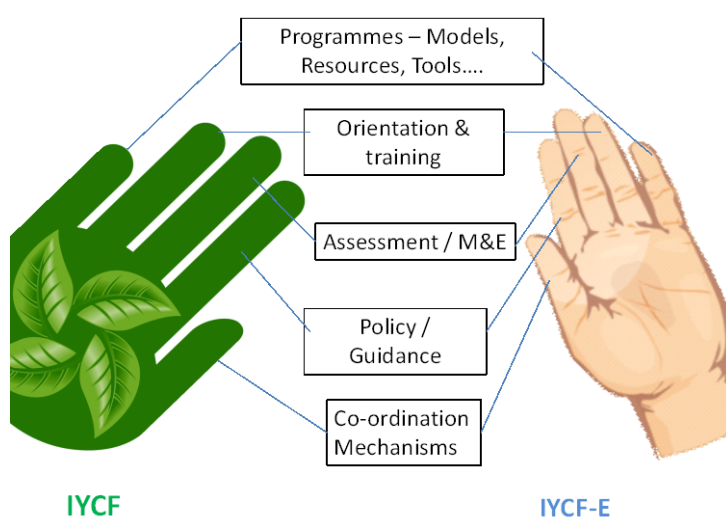 Programmes – Models,
Resources, Tools....
Orientation &
training
Assessment / M&E
Policy /
Guidance
Co-ordination
Mechanisms
IYCF
IYCF-E